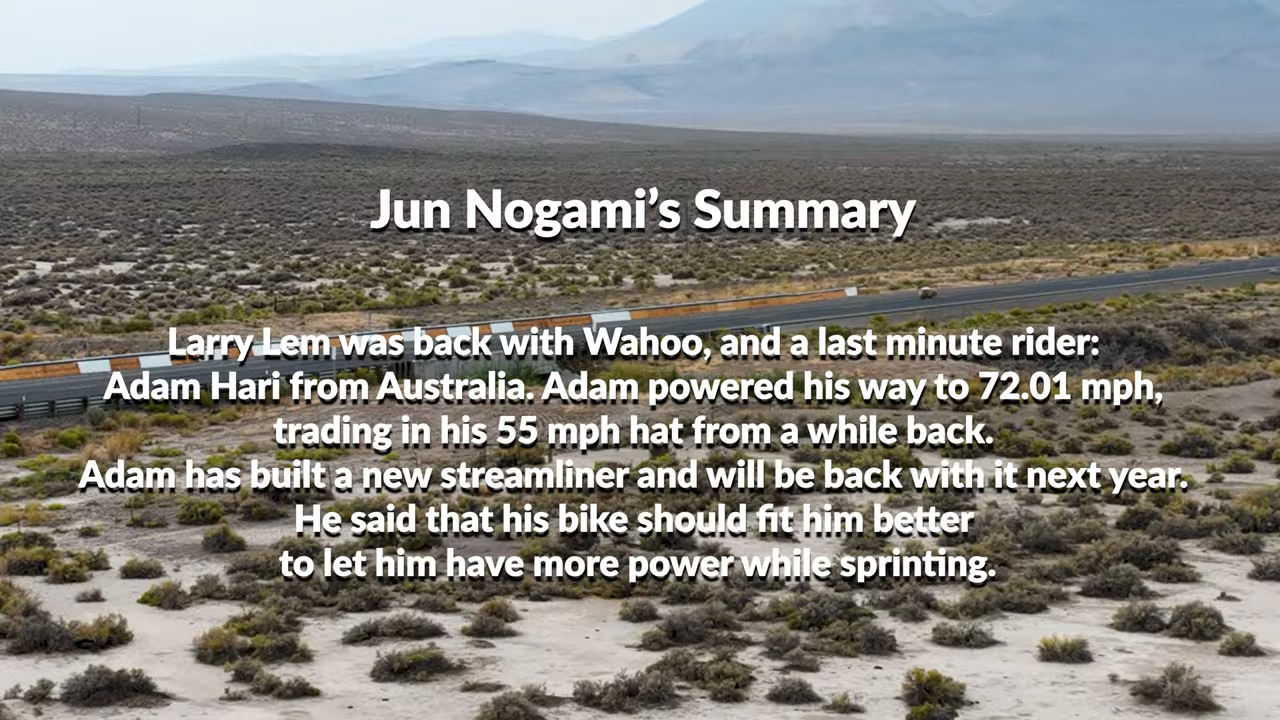 Jun Nogami’s Summary
Larry Lem was back with Wahoo, and a last minute rider:
Adam Hari from Australia. Adam powered his way to 72.01 mph,
trading in his 55 mph hat from a while back.
Adam has built a new streamliner and will be back with it next year.
He said that his bike should fit him better
to let him have more power while sprinting.